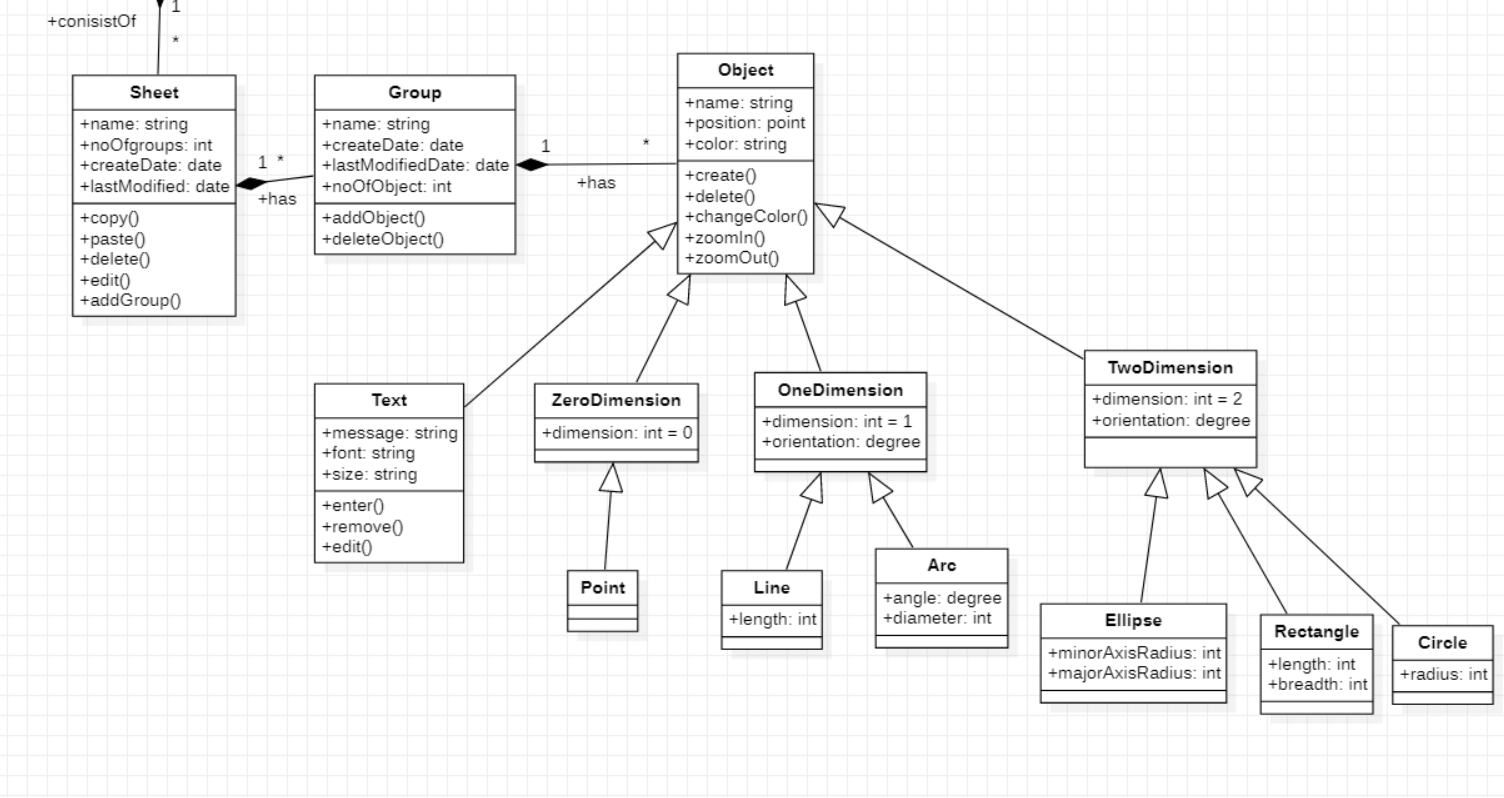 1
+conisistOf
*
Sheet
+name: string
+noOfgroups: int
+createDate: date
+lastModified: date
+copy()
+paste()
+delete()
+edit()
+addGroup()
1 *
+has
Group
+name: string
+createDate: date
+lastModifiedDate: date
+noOfObject: int
+addObject()
+deleteObject()
1
*
+has
Object
+name: string
+position: point
+color: string
+create()
+delete()
+changeColor()
+zoomIn()
+zoomOut()
Text
+message: string
+font: string
+size: string
+enter()
+remove()
+edit()
ZeroDimension
+dimension: int = 0
OneDimension
+dimension: int = 1
+orientation: degree
TwoDimension
+dimension: int = 2
+orientation: degree
Point
Line
+length: int
Arc
+angle: degree
+diameter: int
Ellipse
+minorAxisRadius: int
+majorAxisRadius: int
Rectangle
+length: int
+breadth: int
Circle
+radius: int